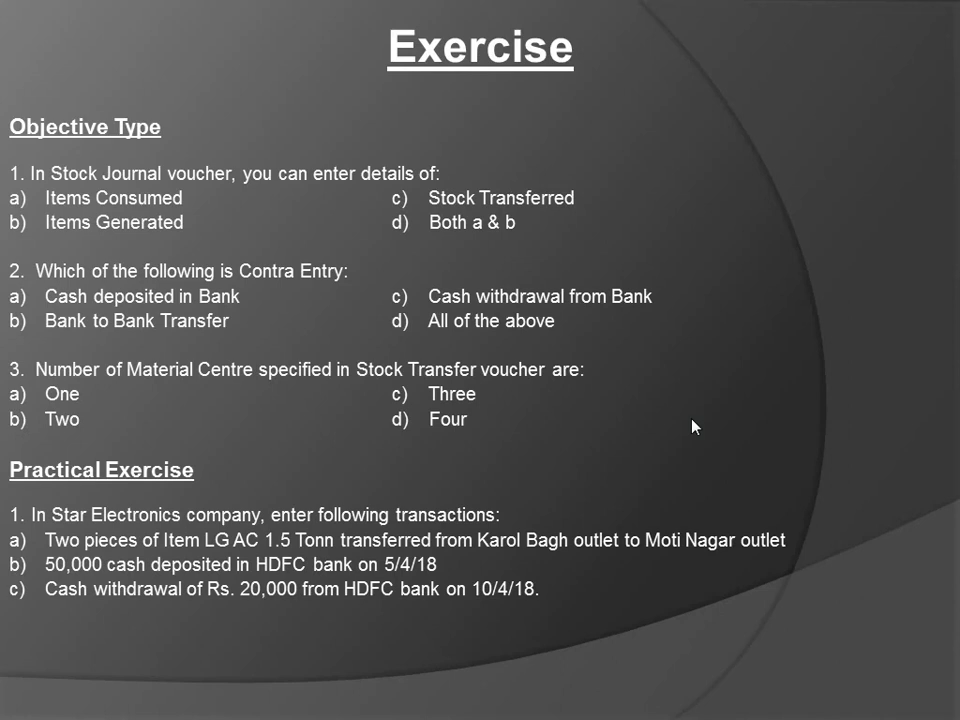 Exercise
Objective Type
1. In Stock Journal voucher, you can enter details of:
a) Items Consumed c) Stock Transferred
b) Items Generated d) Both a & b
2. Which of the following is Contra Entry:
a) Cash deposited in Bank c) Cash withdrawal from Bank
b) Bank to Bank Transfer d) All of the above
3. Number of Material Centre specified in Stock Transfer voucher are:
a) One c) Three
b) Two d) Four
Practical Exercise
1. In Star Electronics company, enter following transactions:
a) Two pieces of Item LG AC 1.5 Tonn transferred from Karol Bagh outlet to Moti Nagar outlet
b) 50,000 cash deposited in HDFC bank on 5/4/18
c) Cash withdrawal of Rs. 20,000 from HDFC bank on 10/4/18.